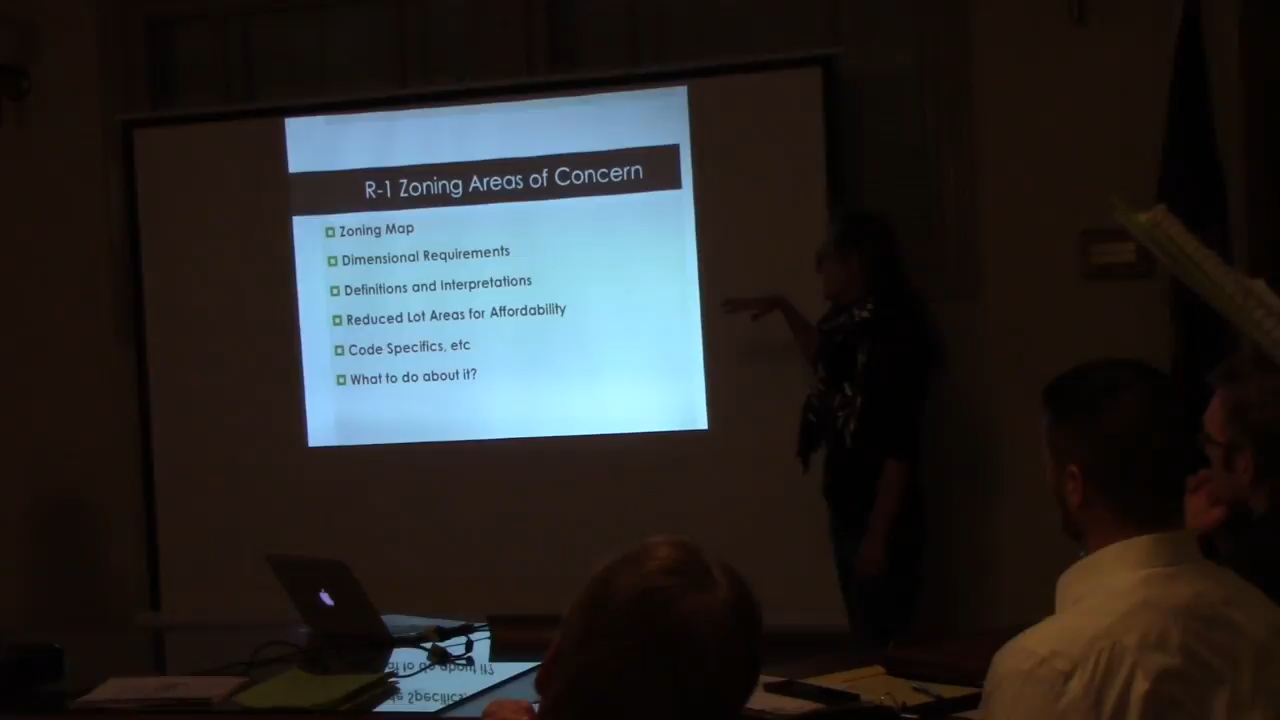 R-1 Zoning Areas of Concern
Zoning Map
Dimensional Requirements
Definitions and Interpretations
Reduced Lot Areas for Affordability
Code Specifics, etc
What to do about it?